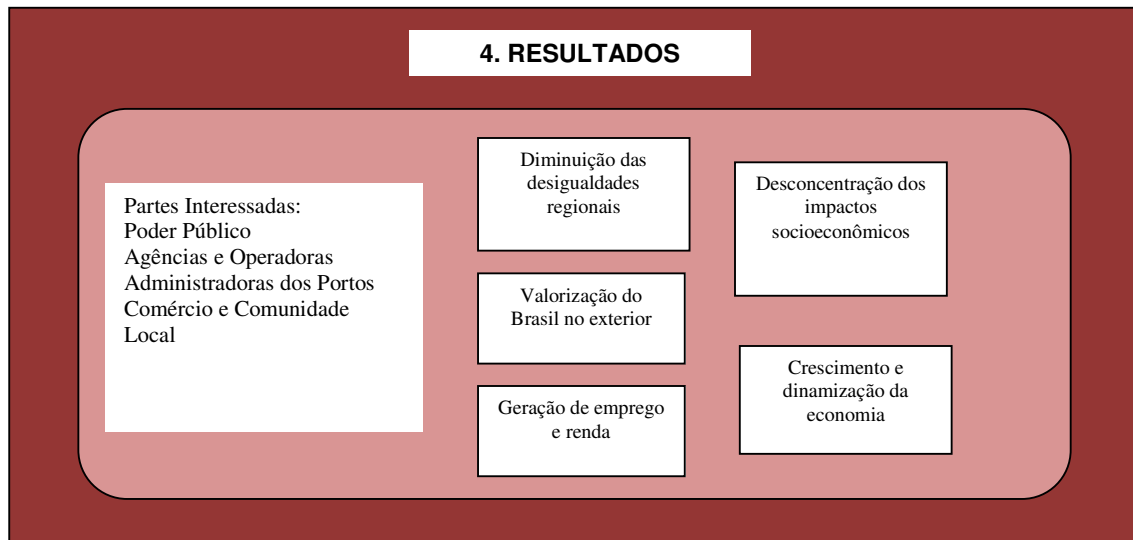 4. RESULTADOS
Partes Interessadas:
Poder Público
Agências e Operadoras
Administradoras dos Portos
Comércio e Comunidade
Local
Diminuição das
desigualdades
regionais
Valorização do
Brasil no exterior
Geração de emprego
e renda
Desconcentração dos
impactos
socioeconômicos
Crescimento e
dinamização da
economia